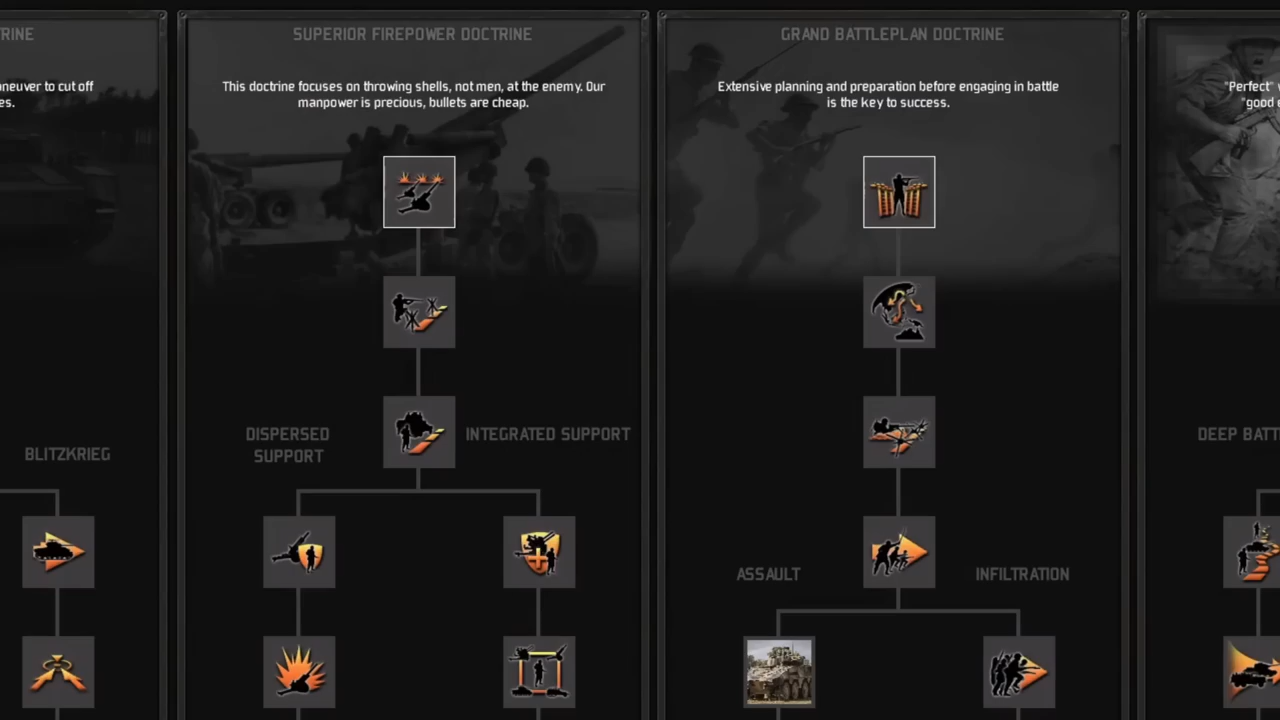 RINE
aneuver to cut off
es.
BLITZKRIEG
SUPERIOR FIREPOWER DOCTRINE
This doctrine focuses on throwing shells, not men, at the enemy. Our
manpower is precious, bullets are cheap.
DISPERSED
SUPPORT
INTEGRATED SUPPORT
GRAND BATTLEPLAN DOCTRINE
Extensive planning and preparation before engaging in battle
is the key to success.
ASSAULT
INFILTRATION
"Perfect"
"good
DEEP BATT